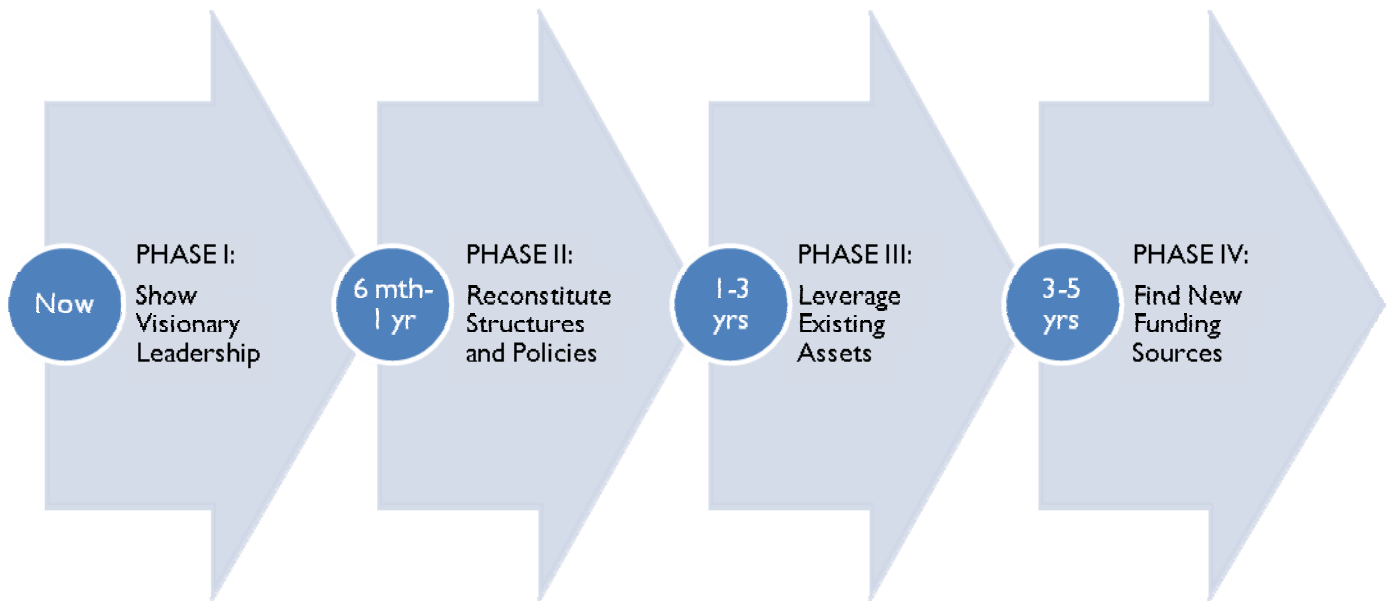 Now
PHASE I:
Show
Visionary
Leadership
6 mth-
1 yr
PHASE II:
Reconstitute
Structures
and Policies
1-3
yrs
PHASE III:
Leverage
Existing
Assets
3-5
yrs
PHASE IV:
Find New
Funding
Sources